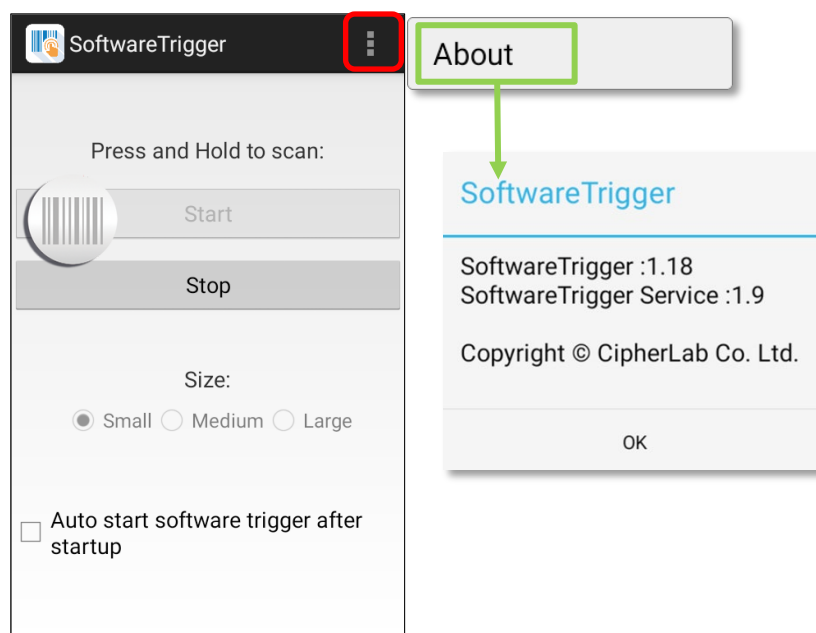 SoftwareTrigger
Press and Hold to scan:
Start
Stop
Size:
Small Medium Large
Auto start software trigger after
startup
About
SoftwareTrigger
SoftwareTrigger :1.18
SoftwareTrigger Service :1.9
Copyright © CipherLab Co. Ltd.
OK